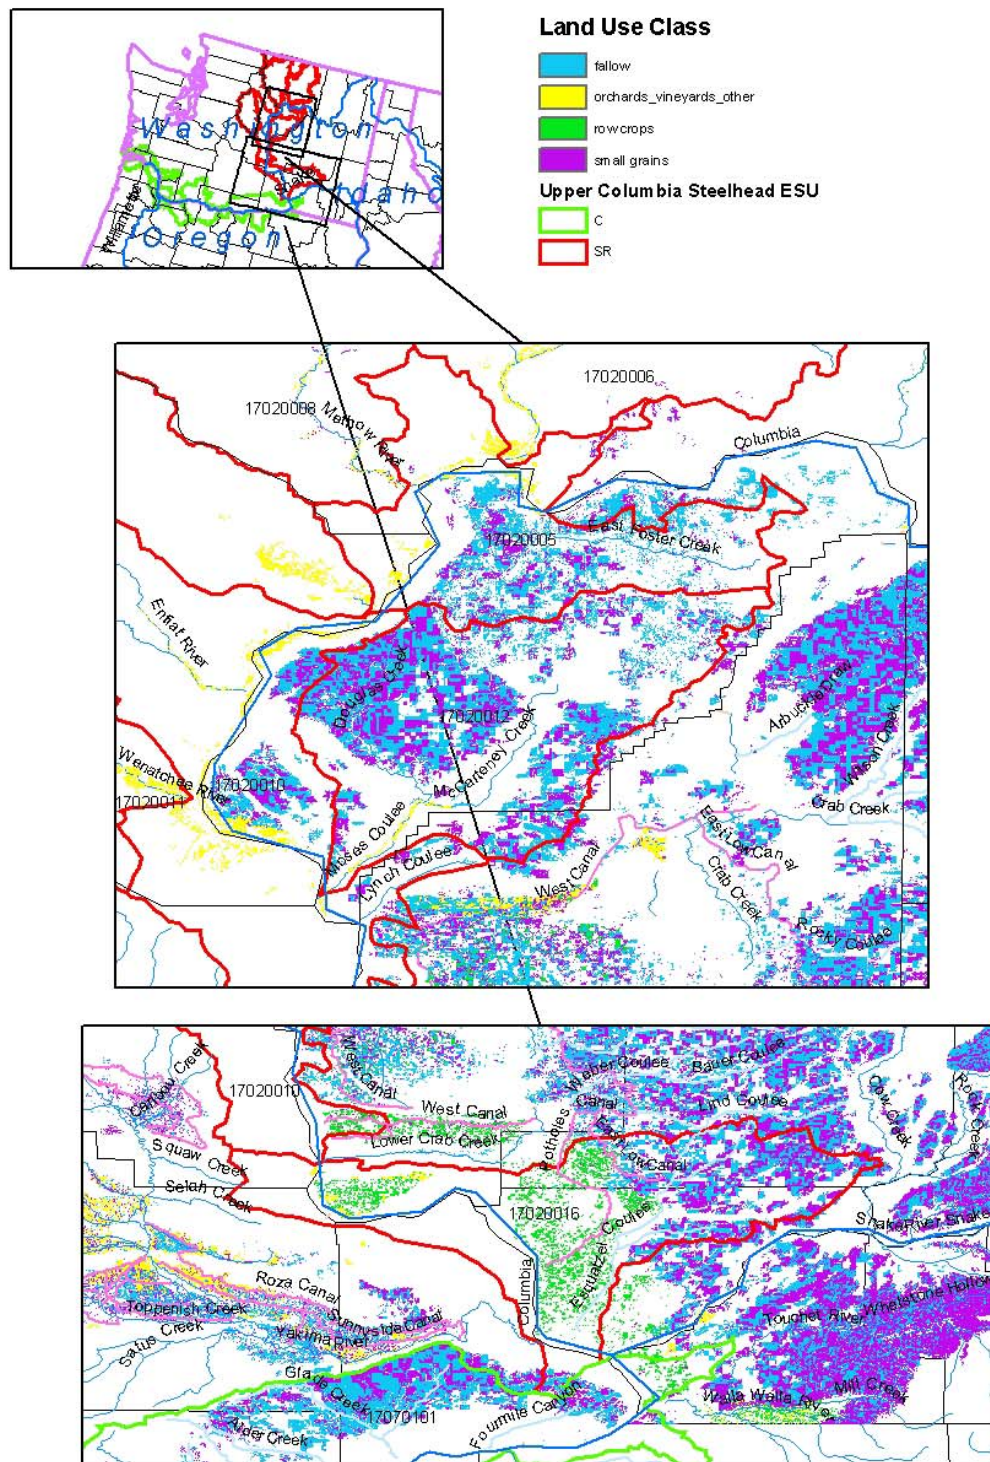 Land Use Class
fallow
orchards_vineyards_other
rowcrops
small grains
Upper Columbia Steelhead ESU
C
SR
Washington
Idaho
Oregon
Willamette
Snake
17020006
17020008
Methow River
Columbia
East Foster Creek
17020005
Entiat River
Douglas Creek
17020012
McCarteney Creek
Arbuckle Draw
Wilson Creek
Wenatchee River
17020010
17020011
Moses Coulee
Crab Creek
East Low Canal
Lynch Coulee
West Canal
Crab Creek
Rocky Coulee
Caribou Creek
17020010
West Canal
West Canal
Lower Crab Creek
Weber Coulee
Bauer Coulee
Lind Coulee
Cow Creek
Rock Creek
Potholes
Canal
East Low Canal
Squaw Creek
Selah Creek
17020016
Esquatzel Coulee
Columbia
Snake River Snake
Roza Canal
Toppenish Creek
Sunnyside Canal
Yakima River
Satus Creek
Touchet River
Whetstone Hollow
Glade Creek
17070101
Alder Creek
Fourmile Canyon
Walla Walla River
Mill Creek